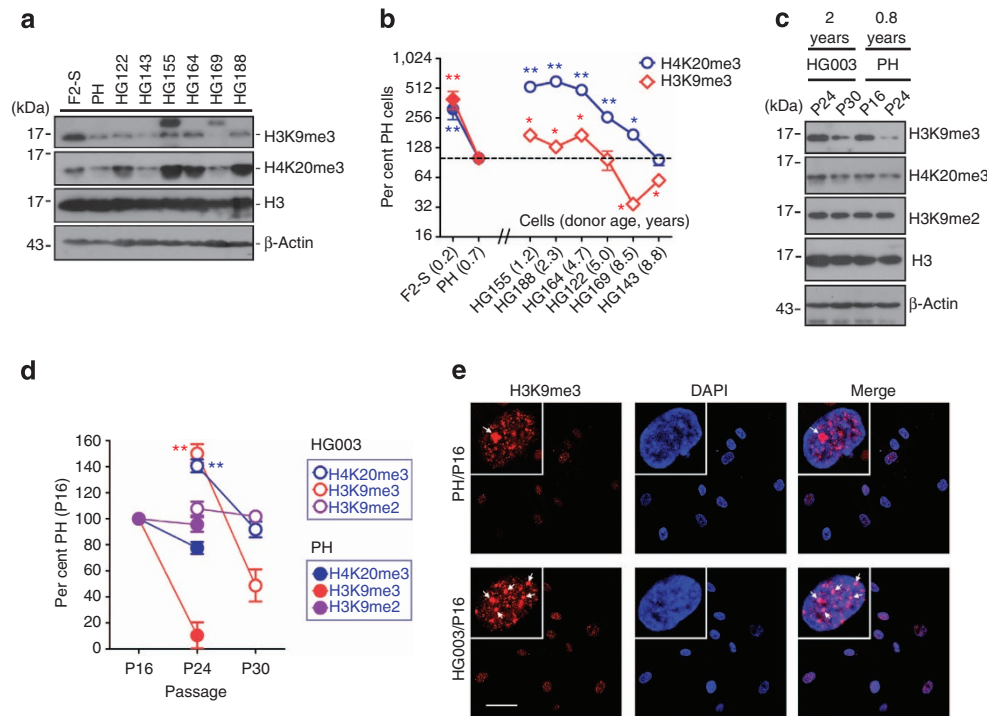 a
F2-S PH HG122 HG143 HG155 HG164 HG169 HG188
(kDa)
17
H3K9me3
17
H4K20me3
17
H3
43
β-Actin
b
Per cent PH cells
1,024
512
256
128
64
32
16
H4K20me3
H3K9me3
** ** ** ** ** * *
** * * * * *
Cells (donor age, years)
F2-S (0.2)
PH (0.7)
HG155 (1.2)
HG188 (2.3)
HG164 (4.7)
HG122 (5.0)
HG169 (8.5)
HG143 (8.8)
c
2 years 0.8 years
HG003 PH
(kDa) P24 P30 P16 P24
17
H3K9me3
17
H4K20me3
17
H3K9me2
17
H3
43
β-Actin
d
Per cent PH (P16)
160
140
120
100
80
60
40
20
0
** **
P16 P24 P30
Passage
HG003
H4K20me3
H3K9me3
H3K9me2
PH
H4K20me3
H3K9me3
H3K9me2
e
H3K9me3 DAPI Merge
PH/P16
HG003/P16